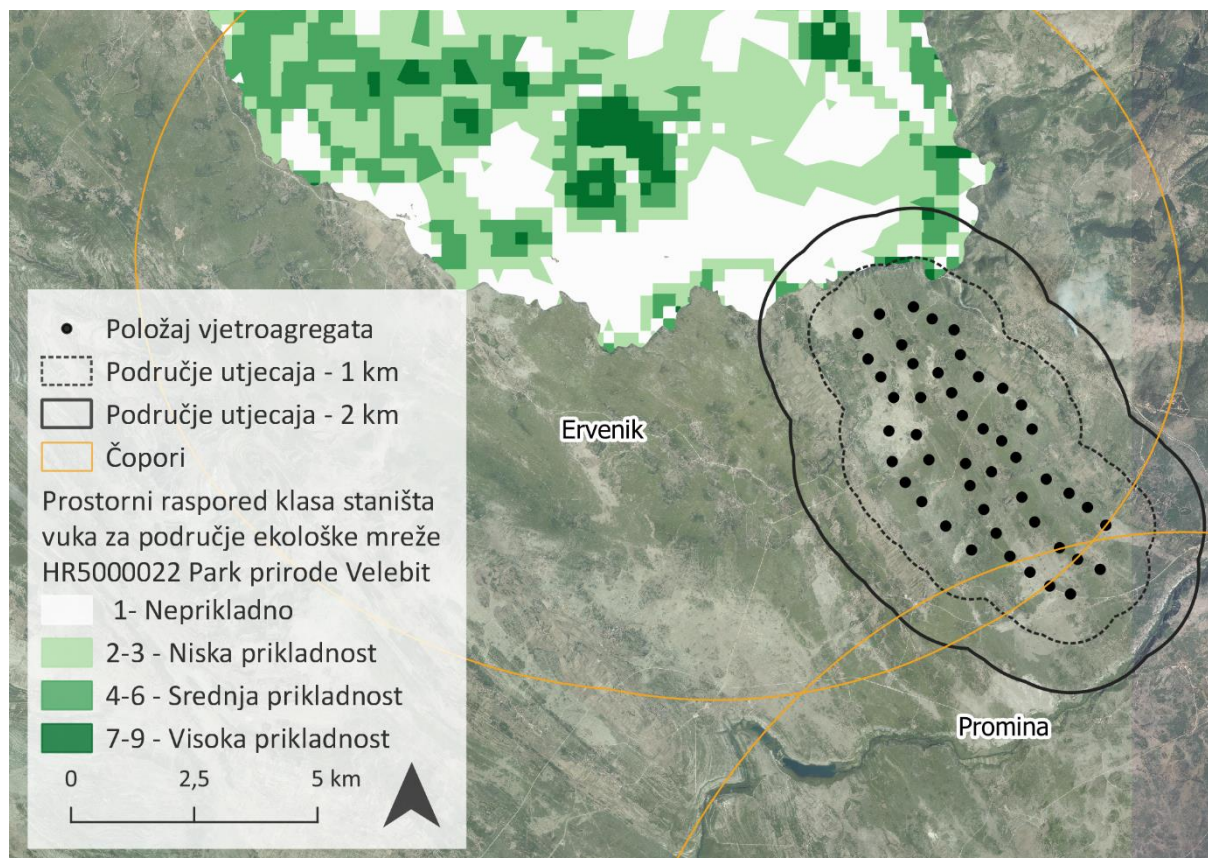 Ervenik
Promina
Položaj vjetroagregata
Područje utjecaja - 1 km
Područje utjecaja - 2 km
Čopori
Prostorni raspored klasa staništa
vuka za područje ekološke mreže
HR5000022 Park prirode Velebit
1- Neprikladno
2-3 - Niska prikladnost
4-6 - Srednja prikladnost
7-9 - Visoka prikladnost
0 2,5 5 km